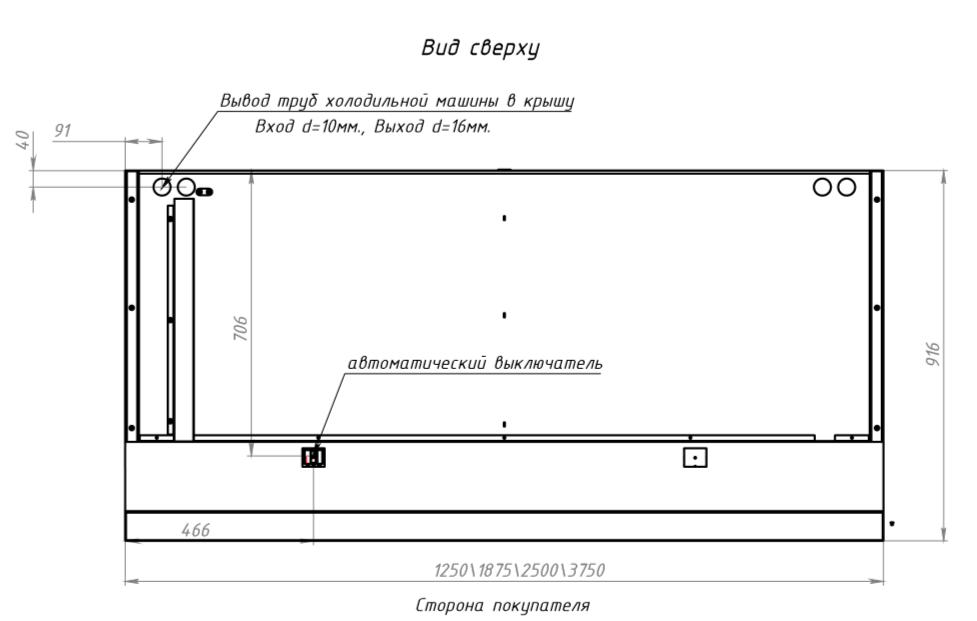 Вид сверху
Вывод труб холодильной машины в крышу
Вход d=10мм., Выход d=16мм.
91
40
706
916
автоматический выключатель
466
1250\1875\2500\3750
Сторона покупателя